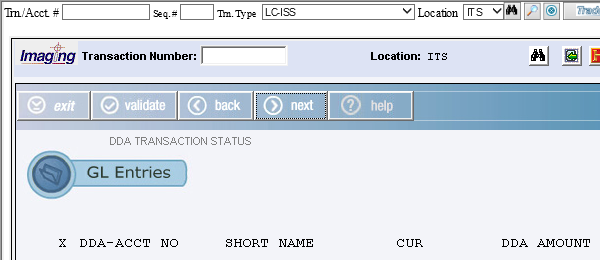 Trn./Acct. # Seq. # Trn. Type LC-ISS Location ITS
Imaging Transaction Number: Location: ITS
exit validate back next help
DDA TRANSACTION STATUS
GL Entries
X DDA-ACCT NO SHORT NAME CUR DDA AMOUNT